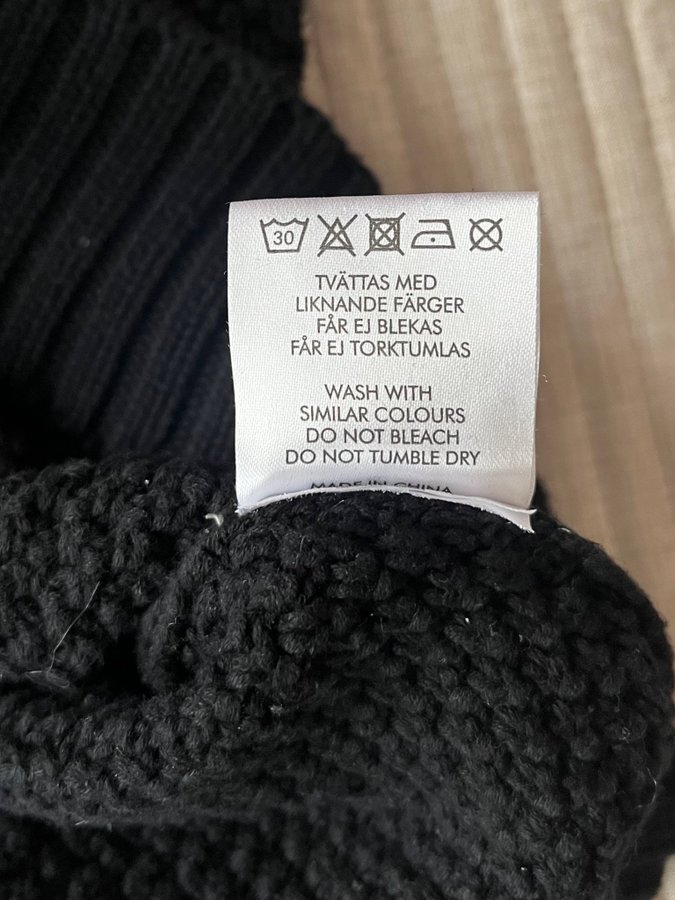 30
TVÄTTAS MED
LIKNANDE FÄRGER
FÅR EJ BLEKAS
FÅR EJ TORKTUMLAS
WASH WITH
SIMILAR COLOURS
DO NOT BLEACH
DO NOT TUMBLE DRY
MADE IN CHINA